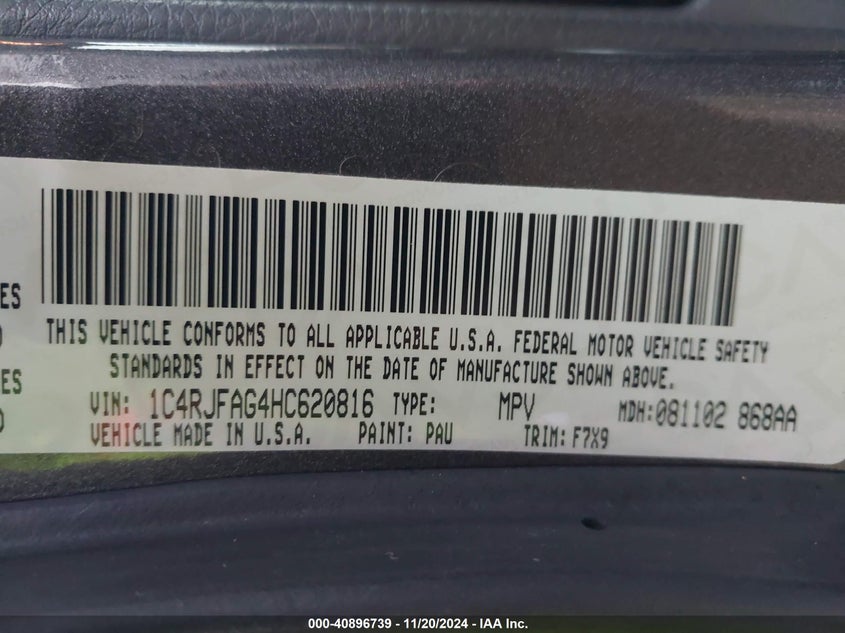 ES
)
ES
)
THIS VEHICLE CONFORMS TO ALL APPLICABLE U.S.A. FEDERAL MOTOR VEHICLE SAFETY
STANDARDS IN EFFECT ON THE DATE OF MANUFACTURE SHOWN ABOVE.
VIN: 1C4RJFAG4HC620816 TYPE: MPV MDH:081102 868AA
VEHICLE MADE IN U.S.A. PAINT: PAU TRIM: F7X9
000-40896739 - 11/20/2024 - IAA Inc.